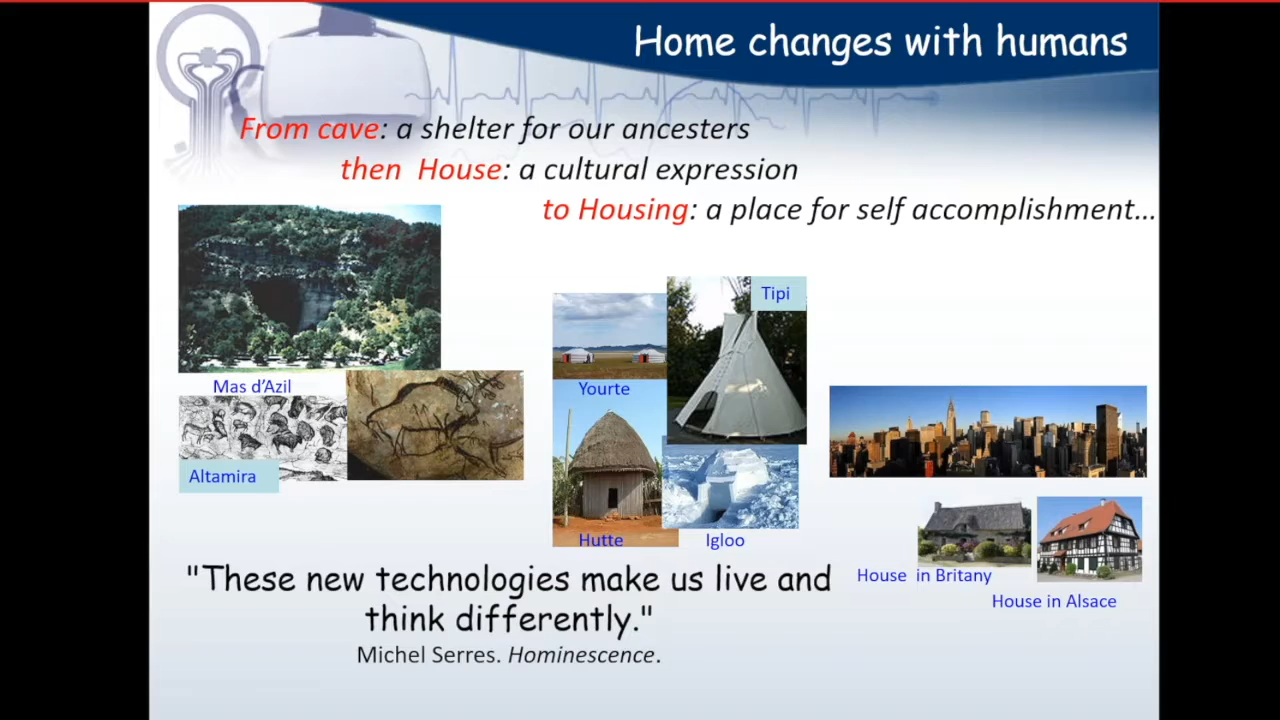 Home changes with humans
From cave: a shelter for our ancesters
then House: a cultural expression
to Housing: a place for self accomplishment...
Tipi
Mas d'Azil
Yourte
Altamira
Hutte
Igloo
House in Britany
House in Alsace
"These new technologies make us live and
think differently."
Michel Serres. Hominescence.